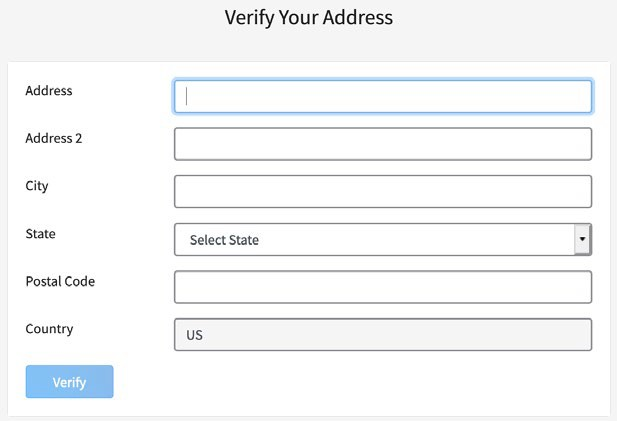 Verify Your Address
Address
Address 2
City
State
Select State
Postal Code
Country
US
Verify